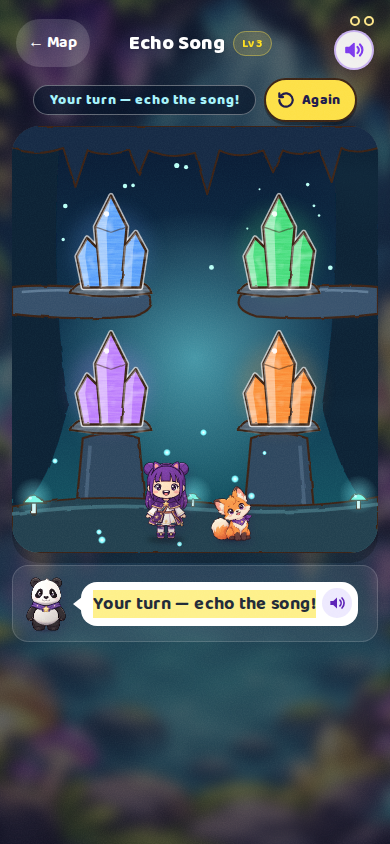 ← Map
Echo Song
Lv 3
Your turn — echo the song!
Again
Your turn — echo the song!